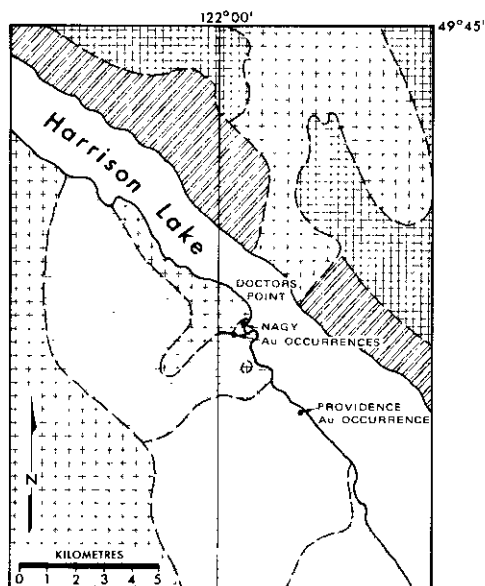 122°00'
49°45'
Harrison Lake
DOCTORS
POINT
NAGY
Au OCCURRENCES
PROVIDENCE
Au OCCURRENCE
N
KILOMETRES
0 1 2 3 4 5